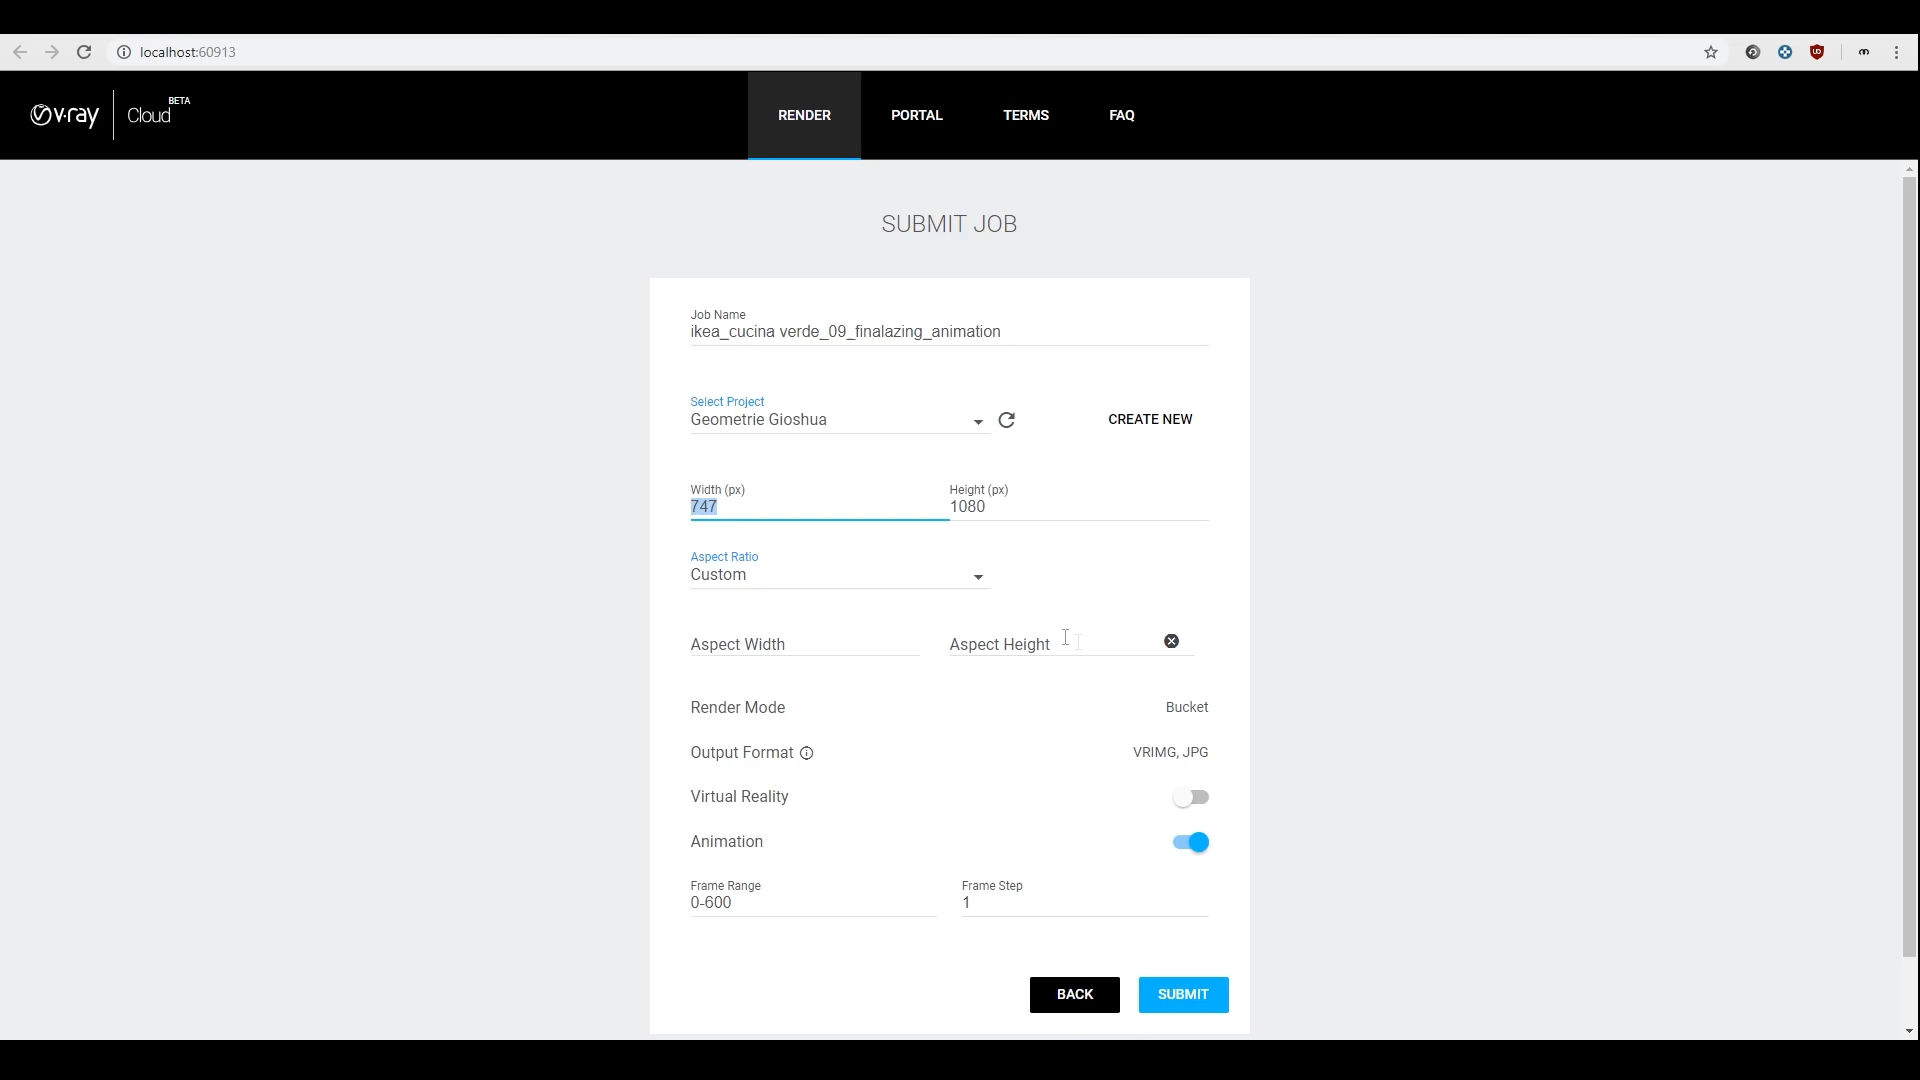 localhost:60913
v·ray Cloud BETA
RENDER PORTAL TERMS FAQ
SUBMIT JOB
Job Name
ikea_cucina verde_09_finalazing_animation
Select Project
Geometrie Gioshua
CREATE NEW
Width (px) Height (px)
747 1080
Aspect Ratio
Custom
Aspect Width Aspect Height
Render Mode Bucket
Output Format VRIMG, JPG
Virtual Reality
Animation
Frame Range Frame Step
0-600 1
BACK SUBMIT